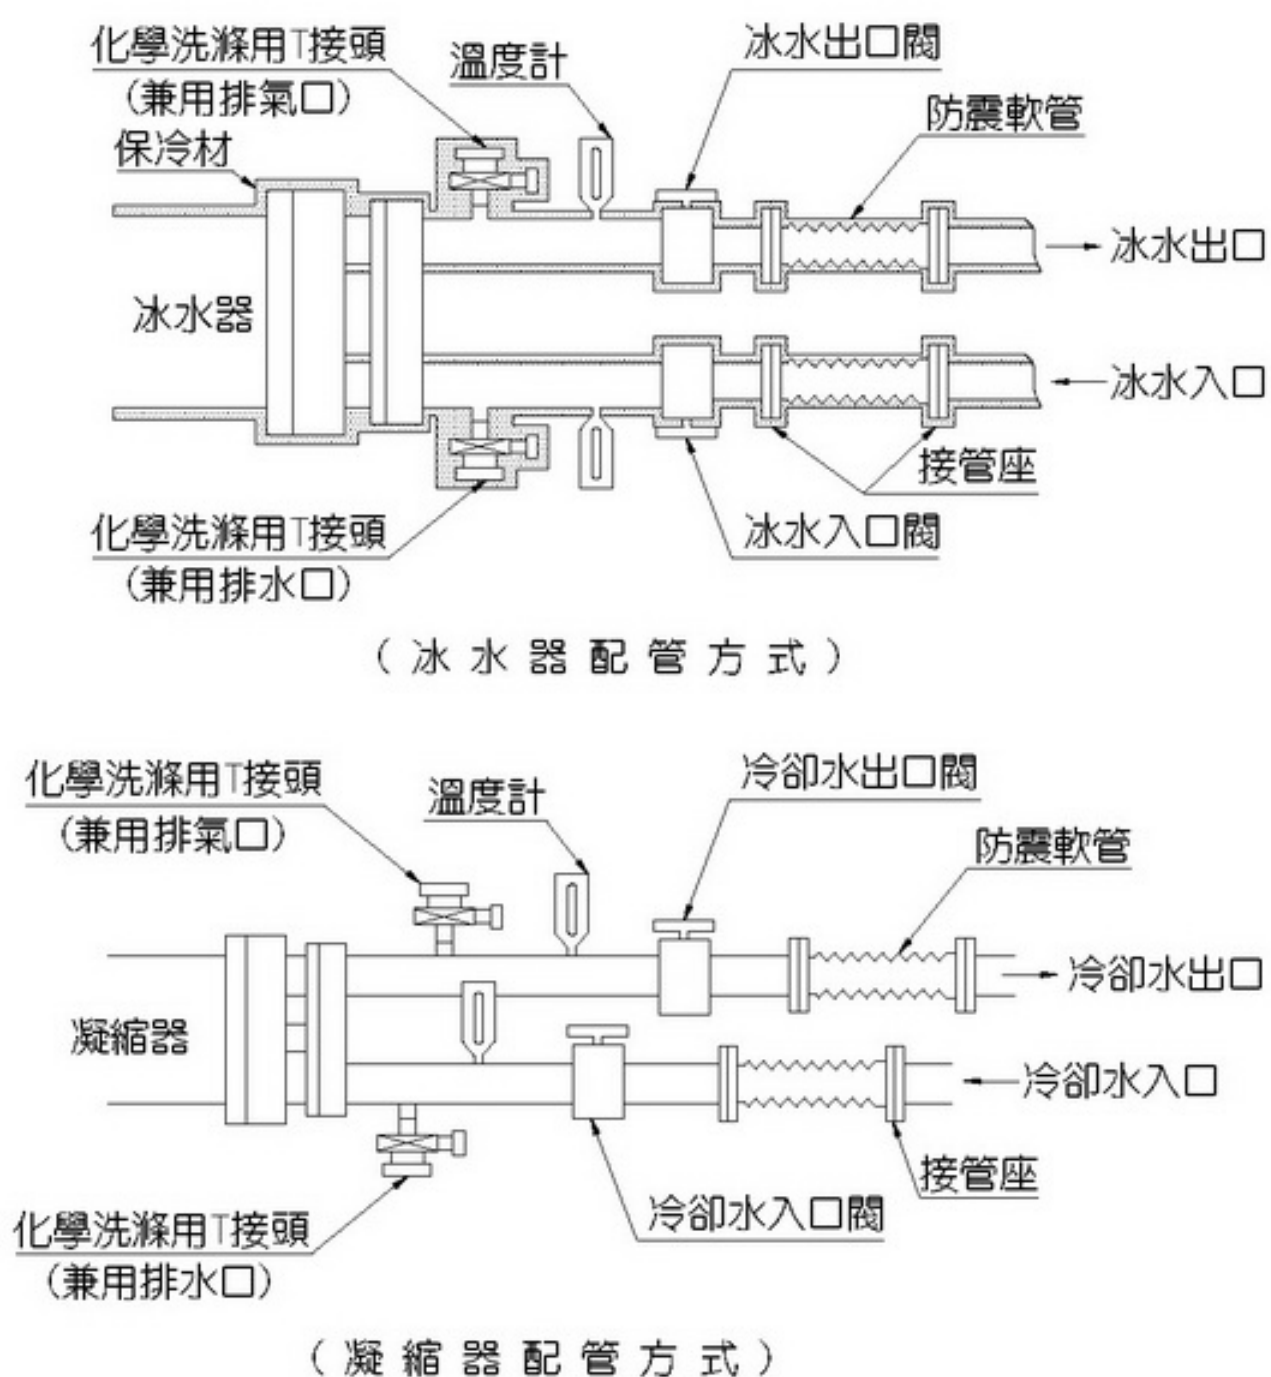 化學洗滌用T接頭
(兼用排氣口)
溫度計
冰水出口閥
防震軟管
保冷材
冰水出口
冰水器
冰水入口
接管座
化學洗滌用T接頭
(兼用排水口)
冰水入口閥
(冰水器配管方式)
化學洗滌用T接頭
(兼用排氣口)
溫度計
冷卻水出口閥
防震軟管
冷卻水出口
凝縮器
冷卻水入口
接管座
化學洗滌用T接頭
(兼用排水口)
冷卻水入口閥
(凝縮器配管方式)